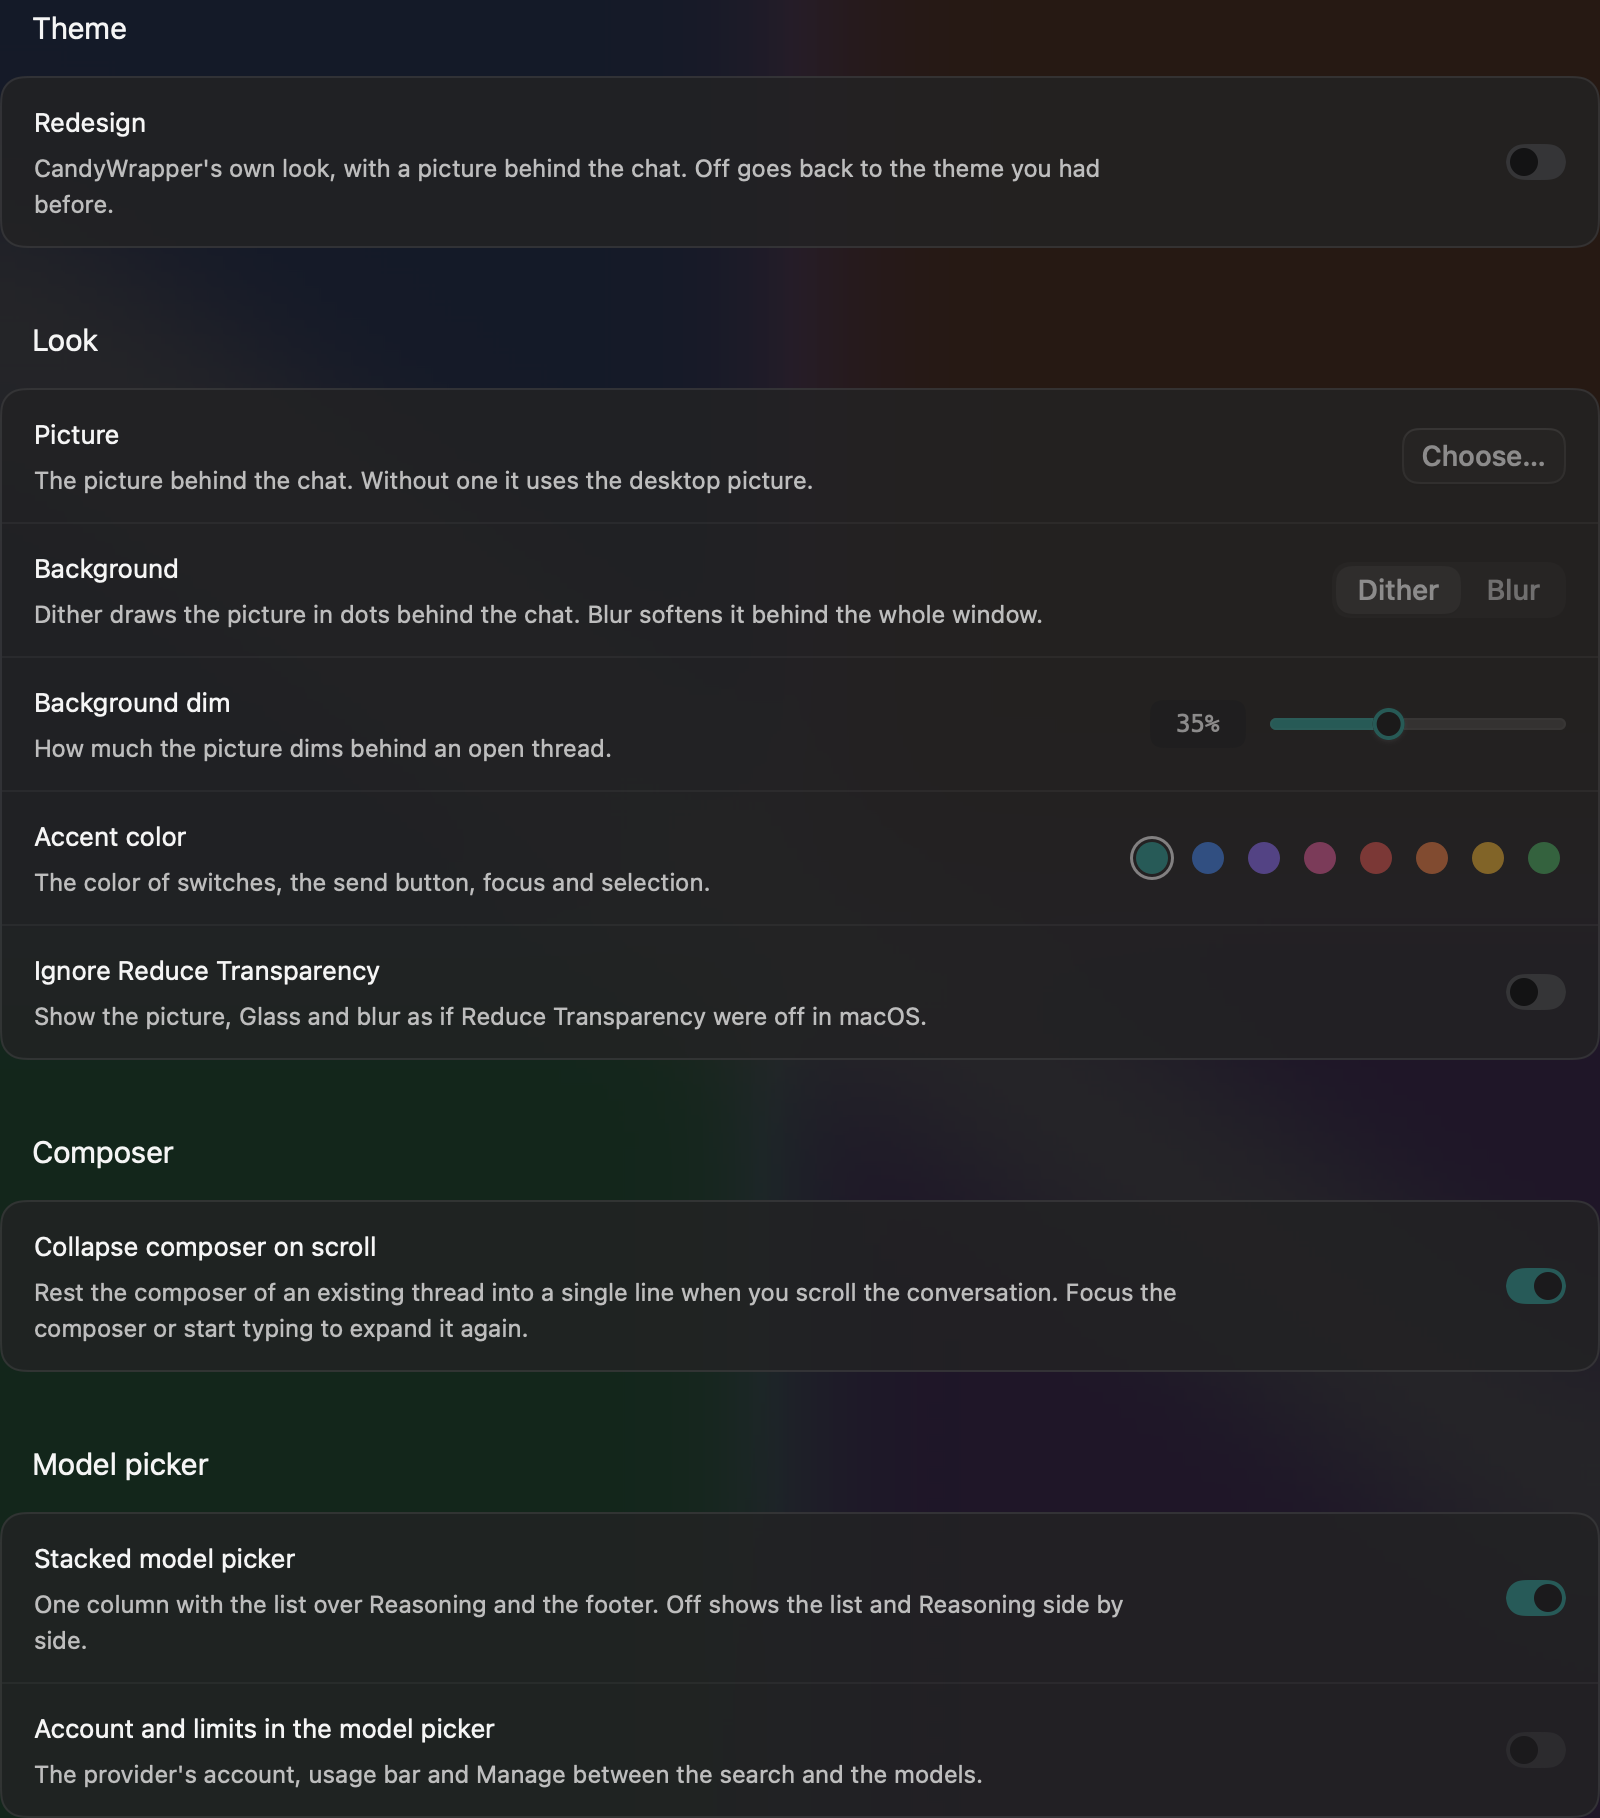 Theme
Redesign
CandyWrapper's own look, with a picture behind the chat. Off goes back to the theme you had
before.
Look
Picture
The picture behind the chat. Without one it uses the desktop picture.
Choose...
Background
Dither draws the picture in dots behind the chat. Blur softens it behind the whole window.
Dither
Blur
Background dim
How much the picture dims behind an open thread.
35%
Accent color
The color of switches, the send button, focus and selection.
Ignore Reduce Transparency
Show the picture, Glass and blur as if Reduce Transparency were off in macOS.
Composer
Collapse composer on scroll
Rest the composer of an existing thread into a single line when you scroll the conversation. Focus the
composer or start typing to expand it again.
Model picker
Stacked model picker
One column with the list over Reasoning and the footer. Off shows the list and Reasoning side by
side.
Account and limits in the model picker
The provider's account, usage bar and Manage between the search and the models.